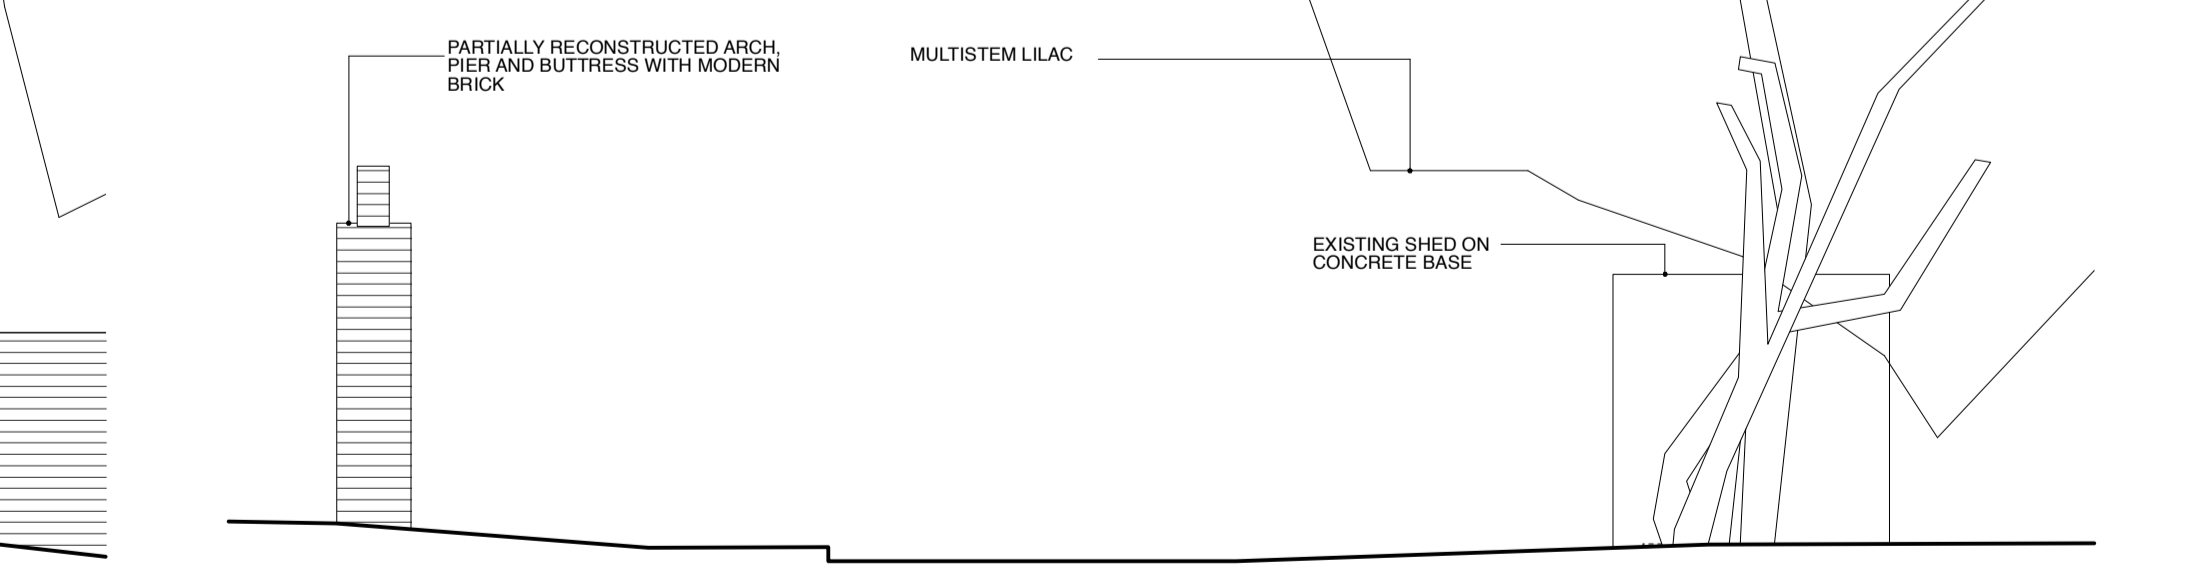 PARTIALLY RECONSTRUCTED ARCH,
PIER AND BUTTRESS WITH MODERN
BRICK
MULTISTEM LILAC
EXISTING SHED ON
CONCRETE BASE